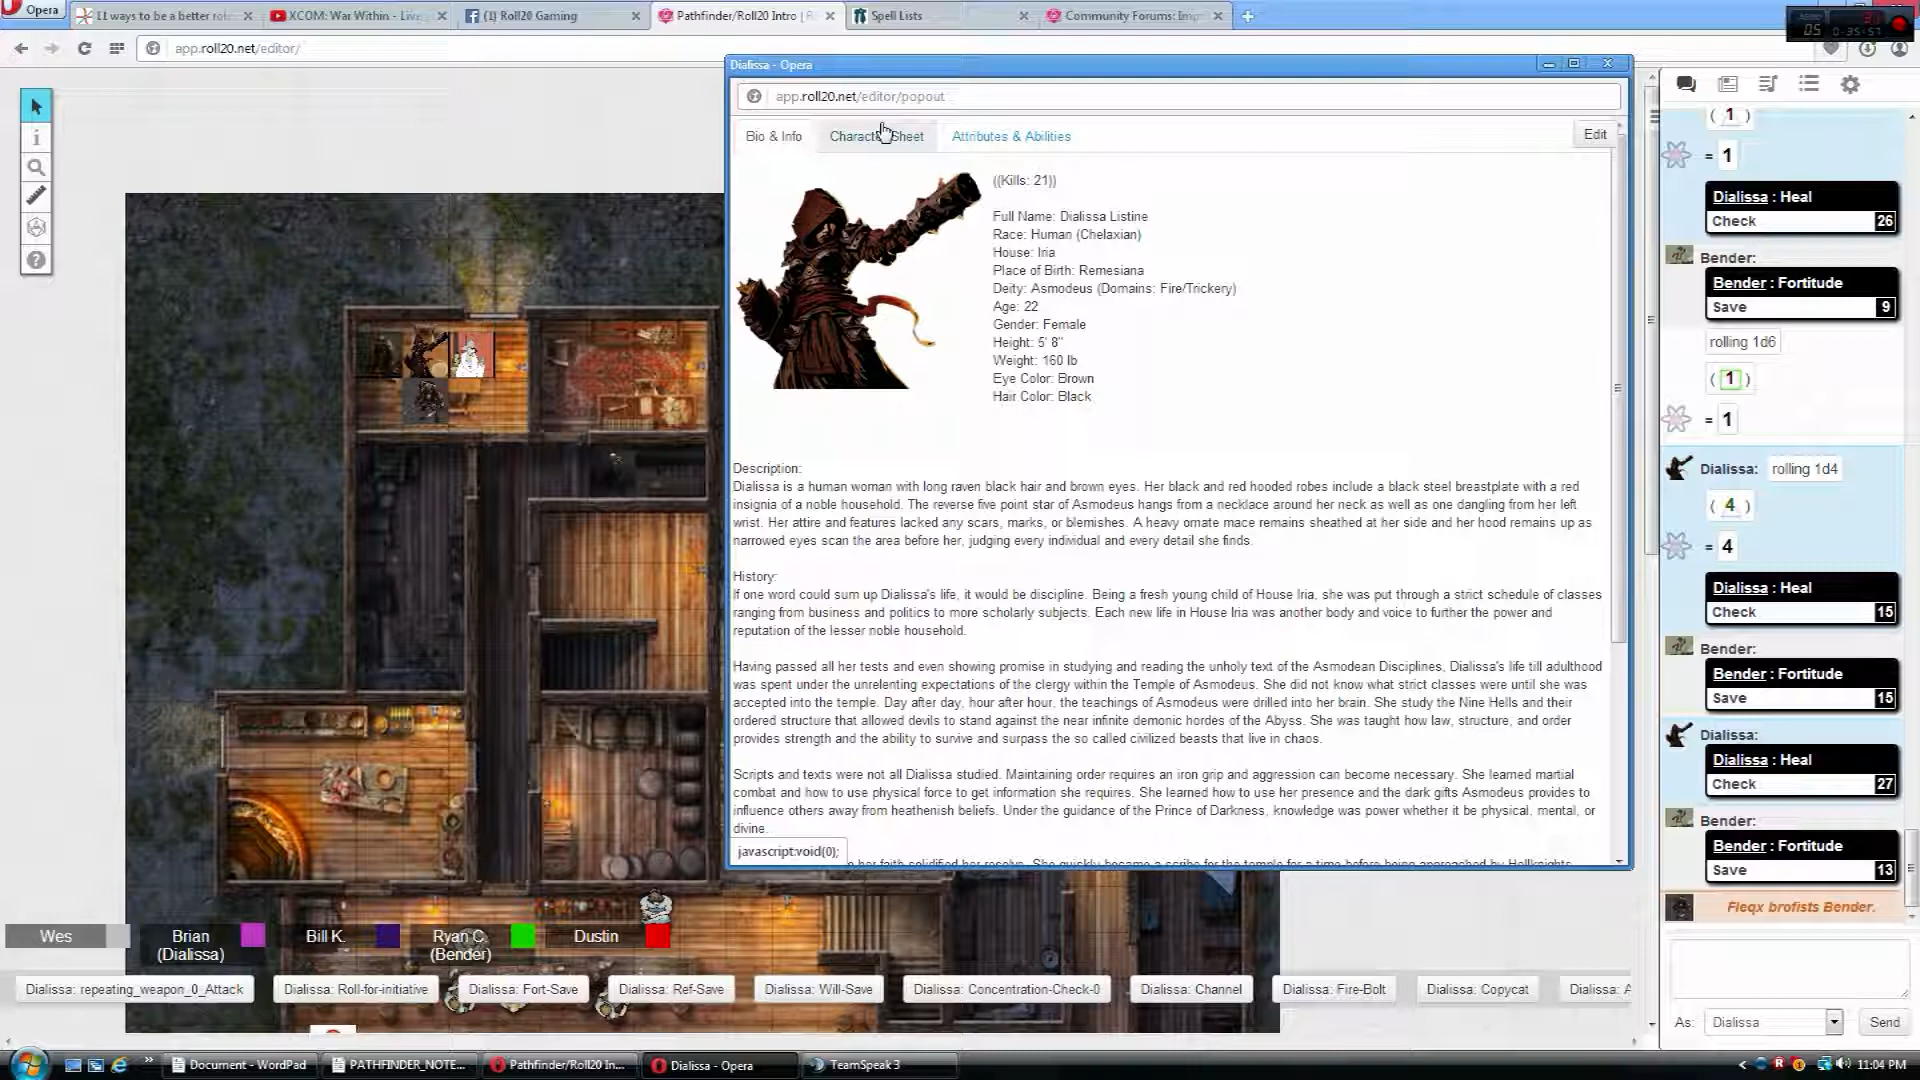 Opera
11 ways to be a better rol
XCOM: War Within - Live
(1) Roll20 Gaming
Pathfinder/Roll20 Intro | R
Spell Lists
Community Forums: Imp
app.roll20.net/editor/
05
Dialissa - Opera
app.roll20.net/editor/popout
Bio & Info
Character Sheet
Attributes & Abilities
Edit
((Kills: 21))
Full Name: Dialissa Listine
Race: Human (Chelaxian)
House: Iria
Place of Birth: Remesiana
Deity: Asmodeus (Domains: Fire/Trickery)
Age: 22
Gender: Female
Height: 5' 8"
Weight: 160 lb
Eye Color: Brown
Hair Color: Black
Description:
Dialissa is a human woman with long raven black hair and brown eyes. Her black and red hooded robes include a black steel breastplate with a red
insignia of a noble household. The reverse five point star of Asmodeus hangs from a necklace around her neck as well as one dangling from her left
wrist. Her attire and features lacked any scars, marks, or blemishes. A heavy ornate mace remains sheathed at her side and her hood remains up as
narrowed eyes scan the area before her, judging every individual and every detail she finds.
History:
If one word could sum up Dialissa's life, it would be discipline. Being a fresh young child of House Iria, she was put through a strict schedule of classes
ranging from business and politics to more scholarly subjects. Each new life in House Iria was another body and voice to further the power and
reputation of the lesser noble household.
Having passed all her tests and even showing promise in studying and reading the unholy text of the Asmodean Disciplines, Dialissa's life till adulthood
was spent under the unrelenting expectations of the clergy within the Temple of Asmodeus. She did not know what strict classes were until she was
accepted into the temple. Day after day, hour after hour, the teachings of Asmodeus were drilled into her brain. She study the Nine Hells and their
ordered structure that allowed devils to stand against the near infinite demonic hordes of the Abyss. She was taught how law, structure, and order
provides strength and the ability to survive and surpass the so called civilized beasts that live in chaos.
Scripts and texts were not all Dialissa studied. Maintaining order requires an iron grip and aggression can become necessary. She learned martial
combat and how to use physical force to get information she requires. She learned how to use her presence and the dark gifts Asmodeus provides to
influence others away from heathenish beliefs. Under the guidance of the Prince of Darkness, knowledge was power whether it be physical, mental, or
divine.
javascript:void(0);
her faith solidified her resolve. She quickly became a scribe for the temple for a time before being approached by Hellknights
( 1 )
= 1
Dialissa : Heal
Check 26
Bender:
Bender : Fortitude
Save 9
rolling 1d6
( 1 )
= 1
Dialissa: rolling 1d4
( 4 )
= 4
Dialissa : Heal
Check 15
Bender:
Bender : Fortitude
Save 15
Dialissa:
Dialissa : Heal
Check 27
Bender:
Bender : Fortitude
Save 13
Fleqx brofists Bender.
As: Dialissa
Send
Wes
Brian
(Dialissa)
Bill K.
Ryan C.
(Bender)
Dustin
Dialissa: repeating_weapon_0_Attack
Dialissa: Roll-for-initiative
Dialissa: Fort-Save
Dialissa: Ref-Save
Dialissa: Will-Save
Dialissa: Concentration-Check-0
Dialissa: Channel
Dialissa: Fire-Bolt
Dialissa: Copycat
Dialissa: A
Document - WordPad
PATHFINDER_NOTE...
Pathfinder/Roll20 In...
Dialissa - Opera
TeamSpeak 3
11:04 PM